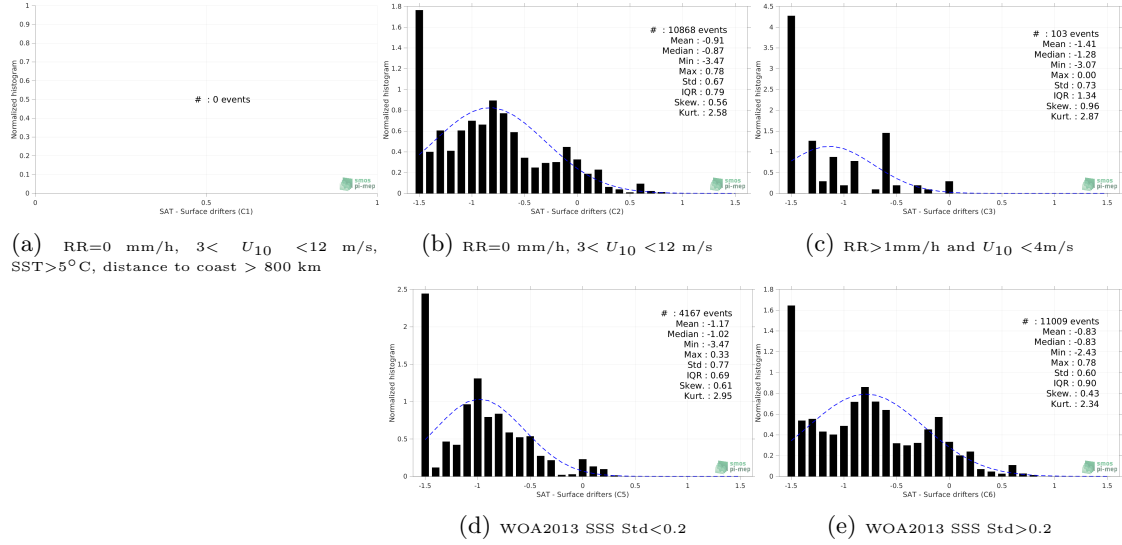 Normalized histogram
1
0.9
0.8
0.7
0.6
0.5
0.4
0.3
0.2
0.1
0
# : 0 events
smos
pi-mep
0 0.5 1
SAT - Surface drifters (C1)
(a) RR=0 mm/h, 3< U10 <12 m/s,
SST>5°C, distance to coast > 800 km
Normalized histogram
1.8
1.6
1.4
1.2
1
0.8
0.6
0.4
0.2
0
# : 10868 events
Mean : -0.91
Median : -0.87
Min : -3.47
Max : 0.78
Std : 0.67
IQR : 0.79
Skew. : 0.56
Kurt. : 2.58
smos
pi-mep
-1.5 -1 -0.5 0 0.5 1 1.5
SAT - Surface drifters (C2)
(b) RR=0 mm/h, 3< U10 <12 m/s
Normalized histogram
4.5
4
3.5
3
2.5
2
1.5
1
0.5
0
# : 103 events
Mean : -1.41
Median : -1.28
Min : -3.07
Max : 0.00
Std : 0.73
IQR : 1.34
Skew. : 0.96
Kurt. : 2.87
smos
pi-mep
-1.5 -1 -0.5 0 0.5 1 1.5
SAT - Surface drifters (C3)
(c) RR>1mm/h and U10 <4m/s
Normalized histogram
2.5
2
1.5
1
0.5
0
# : 4167 events
Mean : -1.17
Median : -1.02
Min : -3.47
Max : 0.33
Std : 0.77
IQR : 0.69
Skew. : 0.61
Kurt. : 2.95
smos
pi-mep
-1.5 -1 -0.5 0 0.5 1 1.5
SAT - Surface drifters (C5)
(d) WOA2013 SSS Std<0.2
Normalized histogram
1.8
1.6
1.4
1.2
1
0.8
0.6
0.4
0.2
0
# : 11009 events
Mean : -0.83
Median : -0.83
Min : -2.43
Max : 0.78
Std : 0.60
IQR : 0.90
Skew. : 0.43
Kurt. : 2.34
smos
pi-mep
-1.5 -1 -0.5 0 0.5 1 1.5
SAT - Surface drifters (C6)
(e) WOA2013 SSS Std>0.2